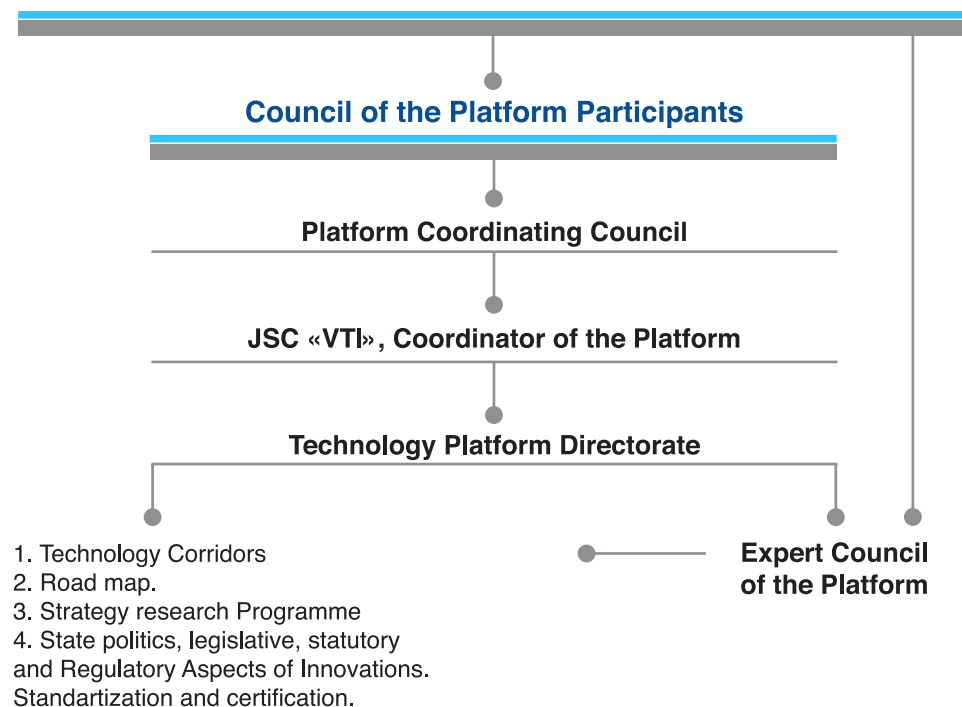 Council of the Platform Participants
Platform Coordinating Council
JSC «VTI», Coordinator of the Platform
Technology Platform Directorate
1. Technology Corridors
2. Road map.
3. Strategy research Programme
4. State politics, legislative, statutory
and Regulatory Aspects of Innovations.
Standartization and certification.
Expert Council
of the Platform